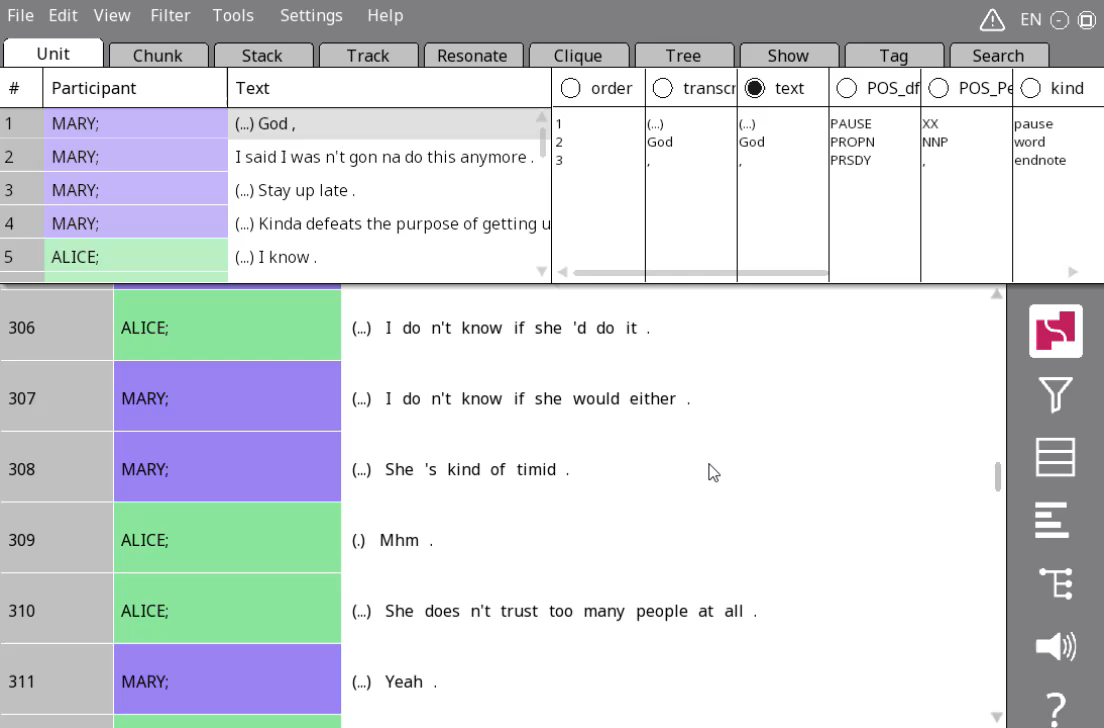 File Edit View Filter Tools Settings Help EN
Unit Chunk Stack Track Resonate Clique Tree Show Tag Search
# Participant Text order transcr text POS_df POS_Pe kind
1 MARY; (...) God ,
2 MARY; I said I was n't gon na do this anymore .
3 MARY; (...) Stay up late .
4 MARY; (...) Kinda defeats the purpose of getting u
5 ALICE; (...) I know .
1 (...) (...) PAUSE XX pause
2 God God PROPN NNP word
3 , , PRSDY , endnote
306 ALICE; (...) I do n't know if she 'd do it .
307 MARY; (...) I do n't know if she would either .
308 MARY; (...) She 's kind of timid .
309 ALICE; (.) Mhm .
310 ALICE; (...) She does n't trust too many people at all .
311 MARY; (...) Yeah .
?